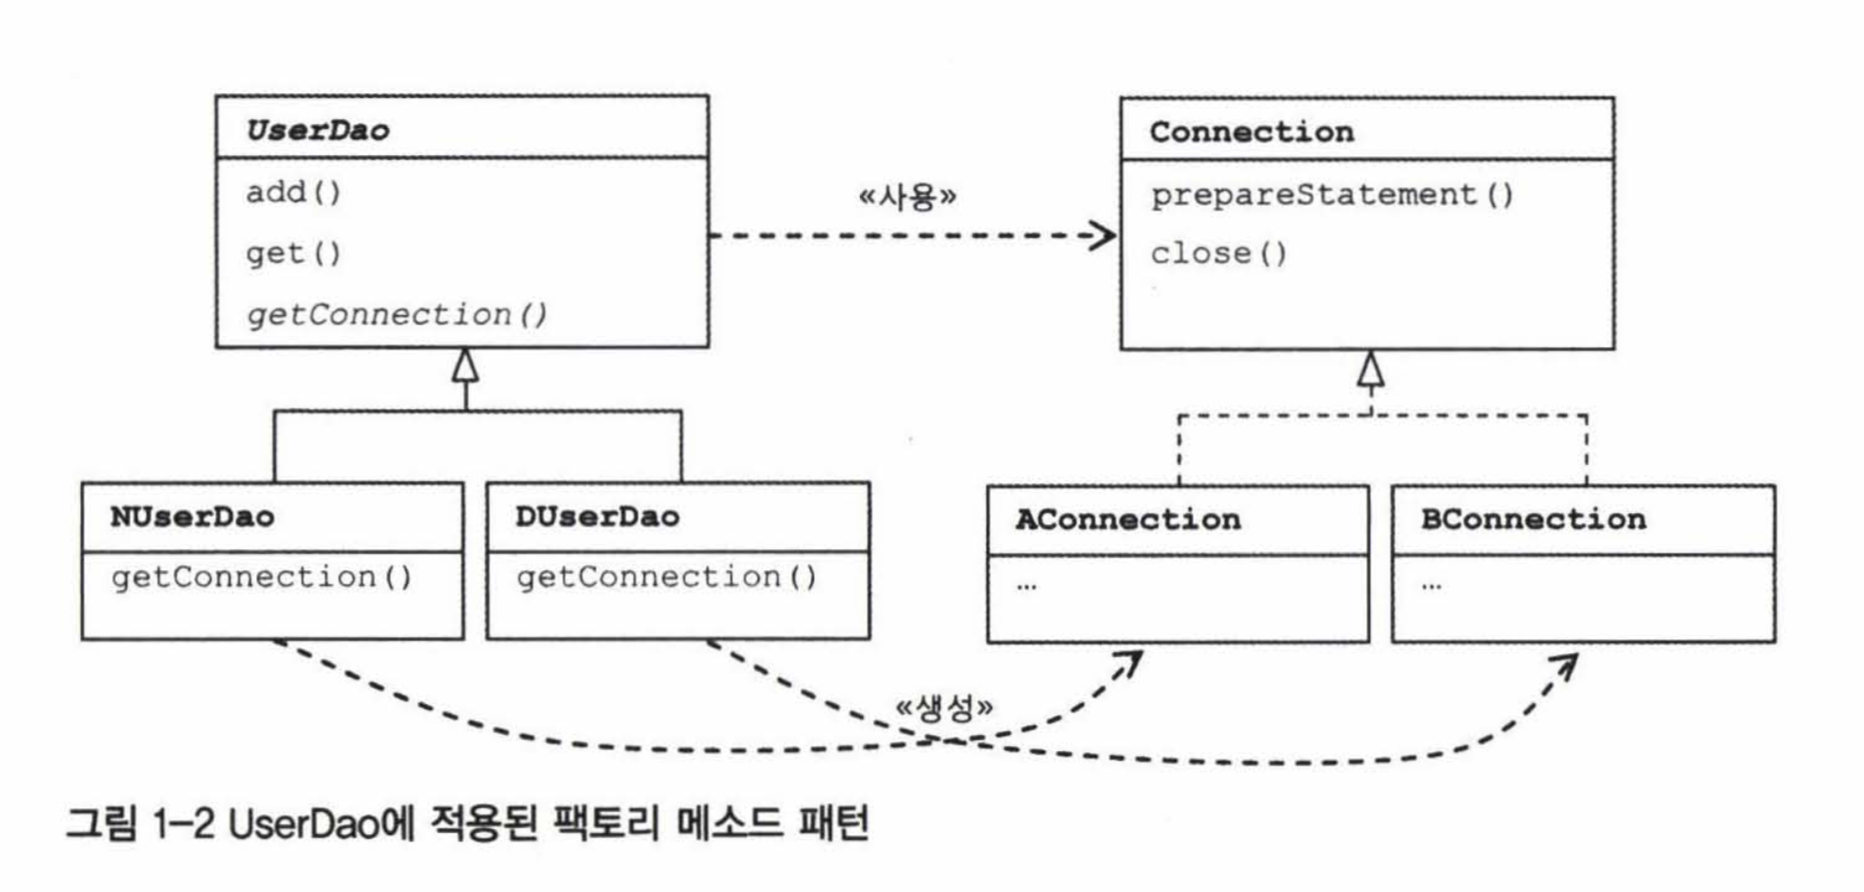 UserDao
add()
get()
getConnection()
«사용»
Connection
prepareStatement()
close()
NUserDao
getConnection()
DUserDao
getConnection()
AConnection
...
BConnection
...
«생성»
그림 1-2 UserDao에 적용된 팩토리 메소드 패턴